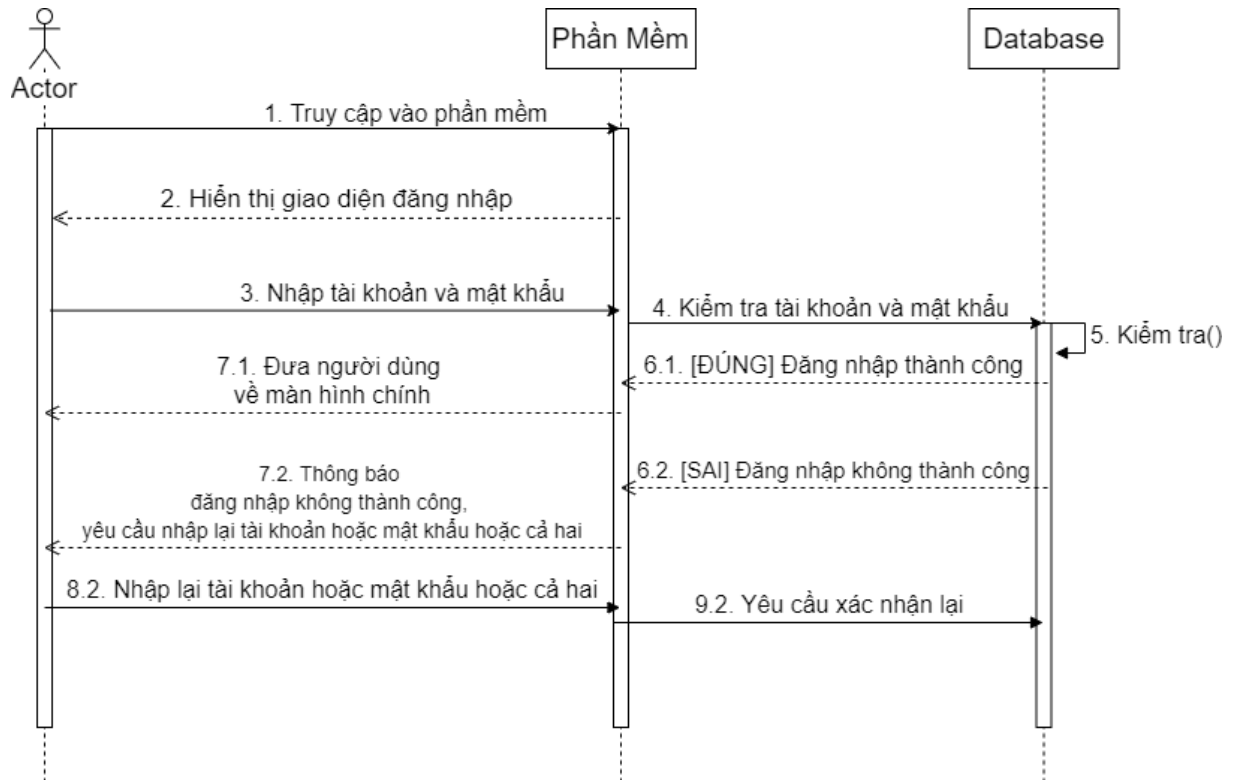 Phần Mềm
Database
Actor
1. Truy cập vào phần mềm
2. Hiển thị giao diện đăng nhập
3. Nhập tài khoản và mật khẩu
4. Kiểm tra tài khoản và mật khẩu
5. Kiểm tra()
6.1. [ĐÚNG] Đăng nhập thành công
7.1. Đưa người dùng
về màn hình chính
6.2. [SAI] Đăng nhập không thành công
7.2. Thông báo
đăng nhập không thành công,
yêu cầu nhập lại tài khoản hoặc mật khẩu hoặc cả hai
8.2. Nhập lại tài khoản hoặc mật khẩu hoặc cả hai
9.2. Yêu cầu xác nhận lại